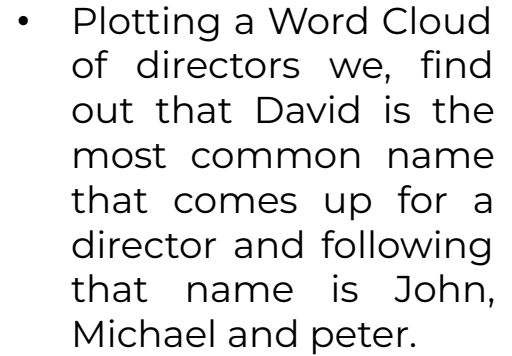 • Plotting a Word Cloud
of directors we, find
out that David is the
most common name
that comes up for a
director and following
that name is John,
Michael and peter.